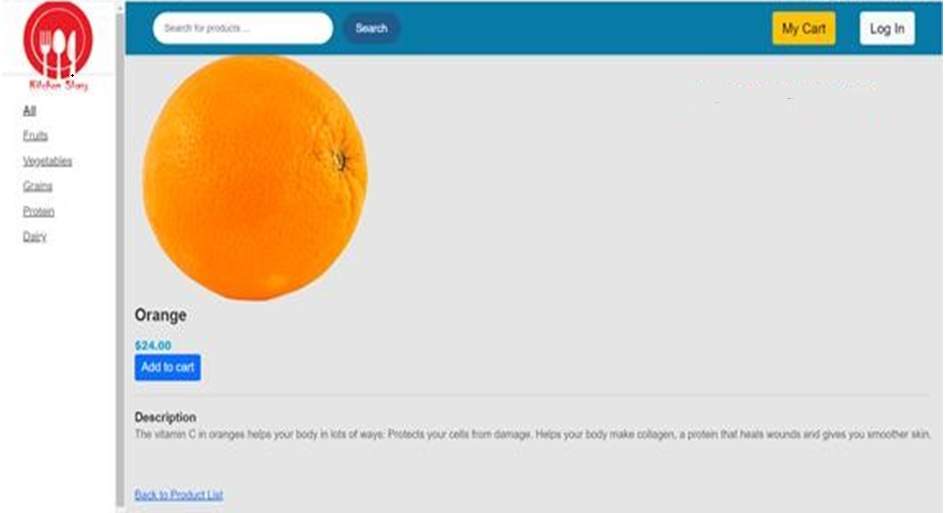 Kitchen Story
All
Fruits
Vegetables
Grains
Protein
Dairy
Search for products ...
Search
My Cart
Log In
Orange
$24.00
Add to cart
Description
The vitamin C in oranges helps your body in lots of ways: Protects your cells from damage. Helps your body make collagen, a protein that heals wounds and gives you smoother skin.
Back to Product List